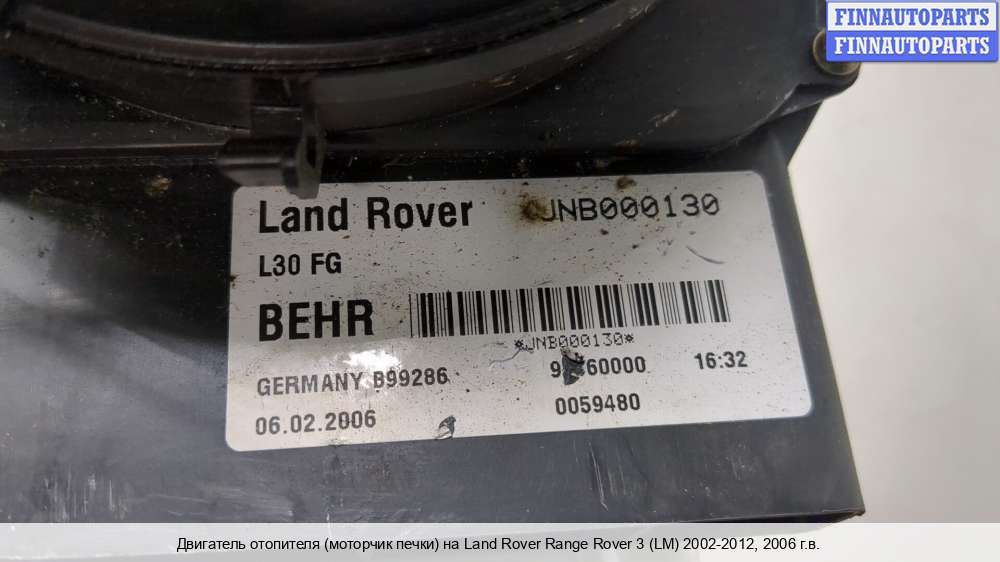 FINNAUTOPARTS
FINNAUTOPARTS
Land Rover JNB000130
L30 FG
BEHR
*JNB000130*
GERMANY B99286 16:32
06.02.2006 0059480
Двигатель отопителя (моторчик печки) на Land Rover Range Rover 3 (LM) 2002-2012, 2006 г.в.